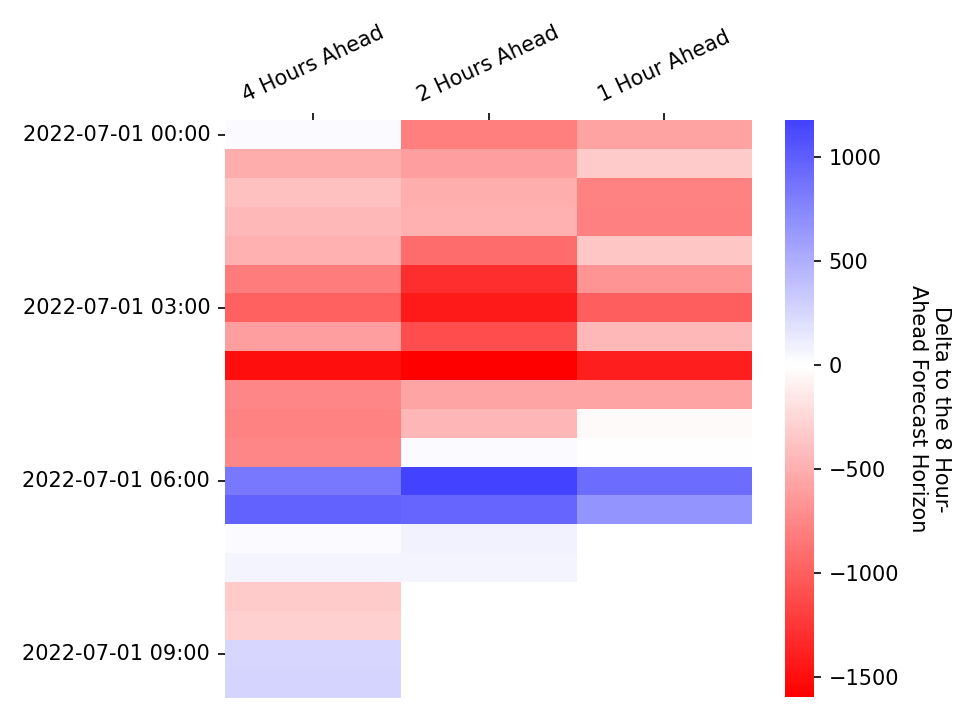 4 Hours Ahead
2 Hours Ahead
1 Hour Ahead
2022-07-01 00:00
2022-07-01 03:00
2022-07-01 06:00
2022-07-01 09:00
1000
500
0
−500
−1000
−1500
Delta to the 8 Hour-
Ahead Forecast Horizon